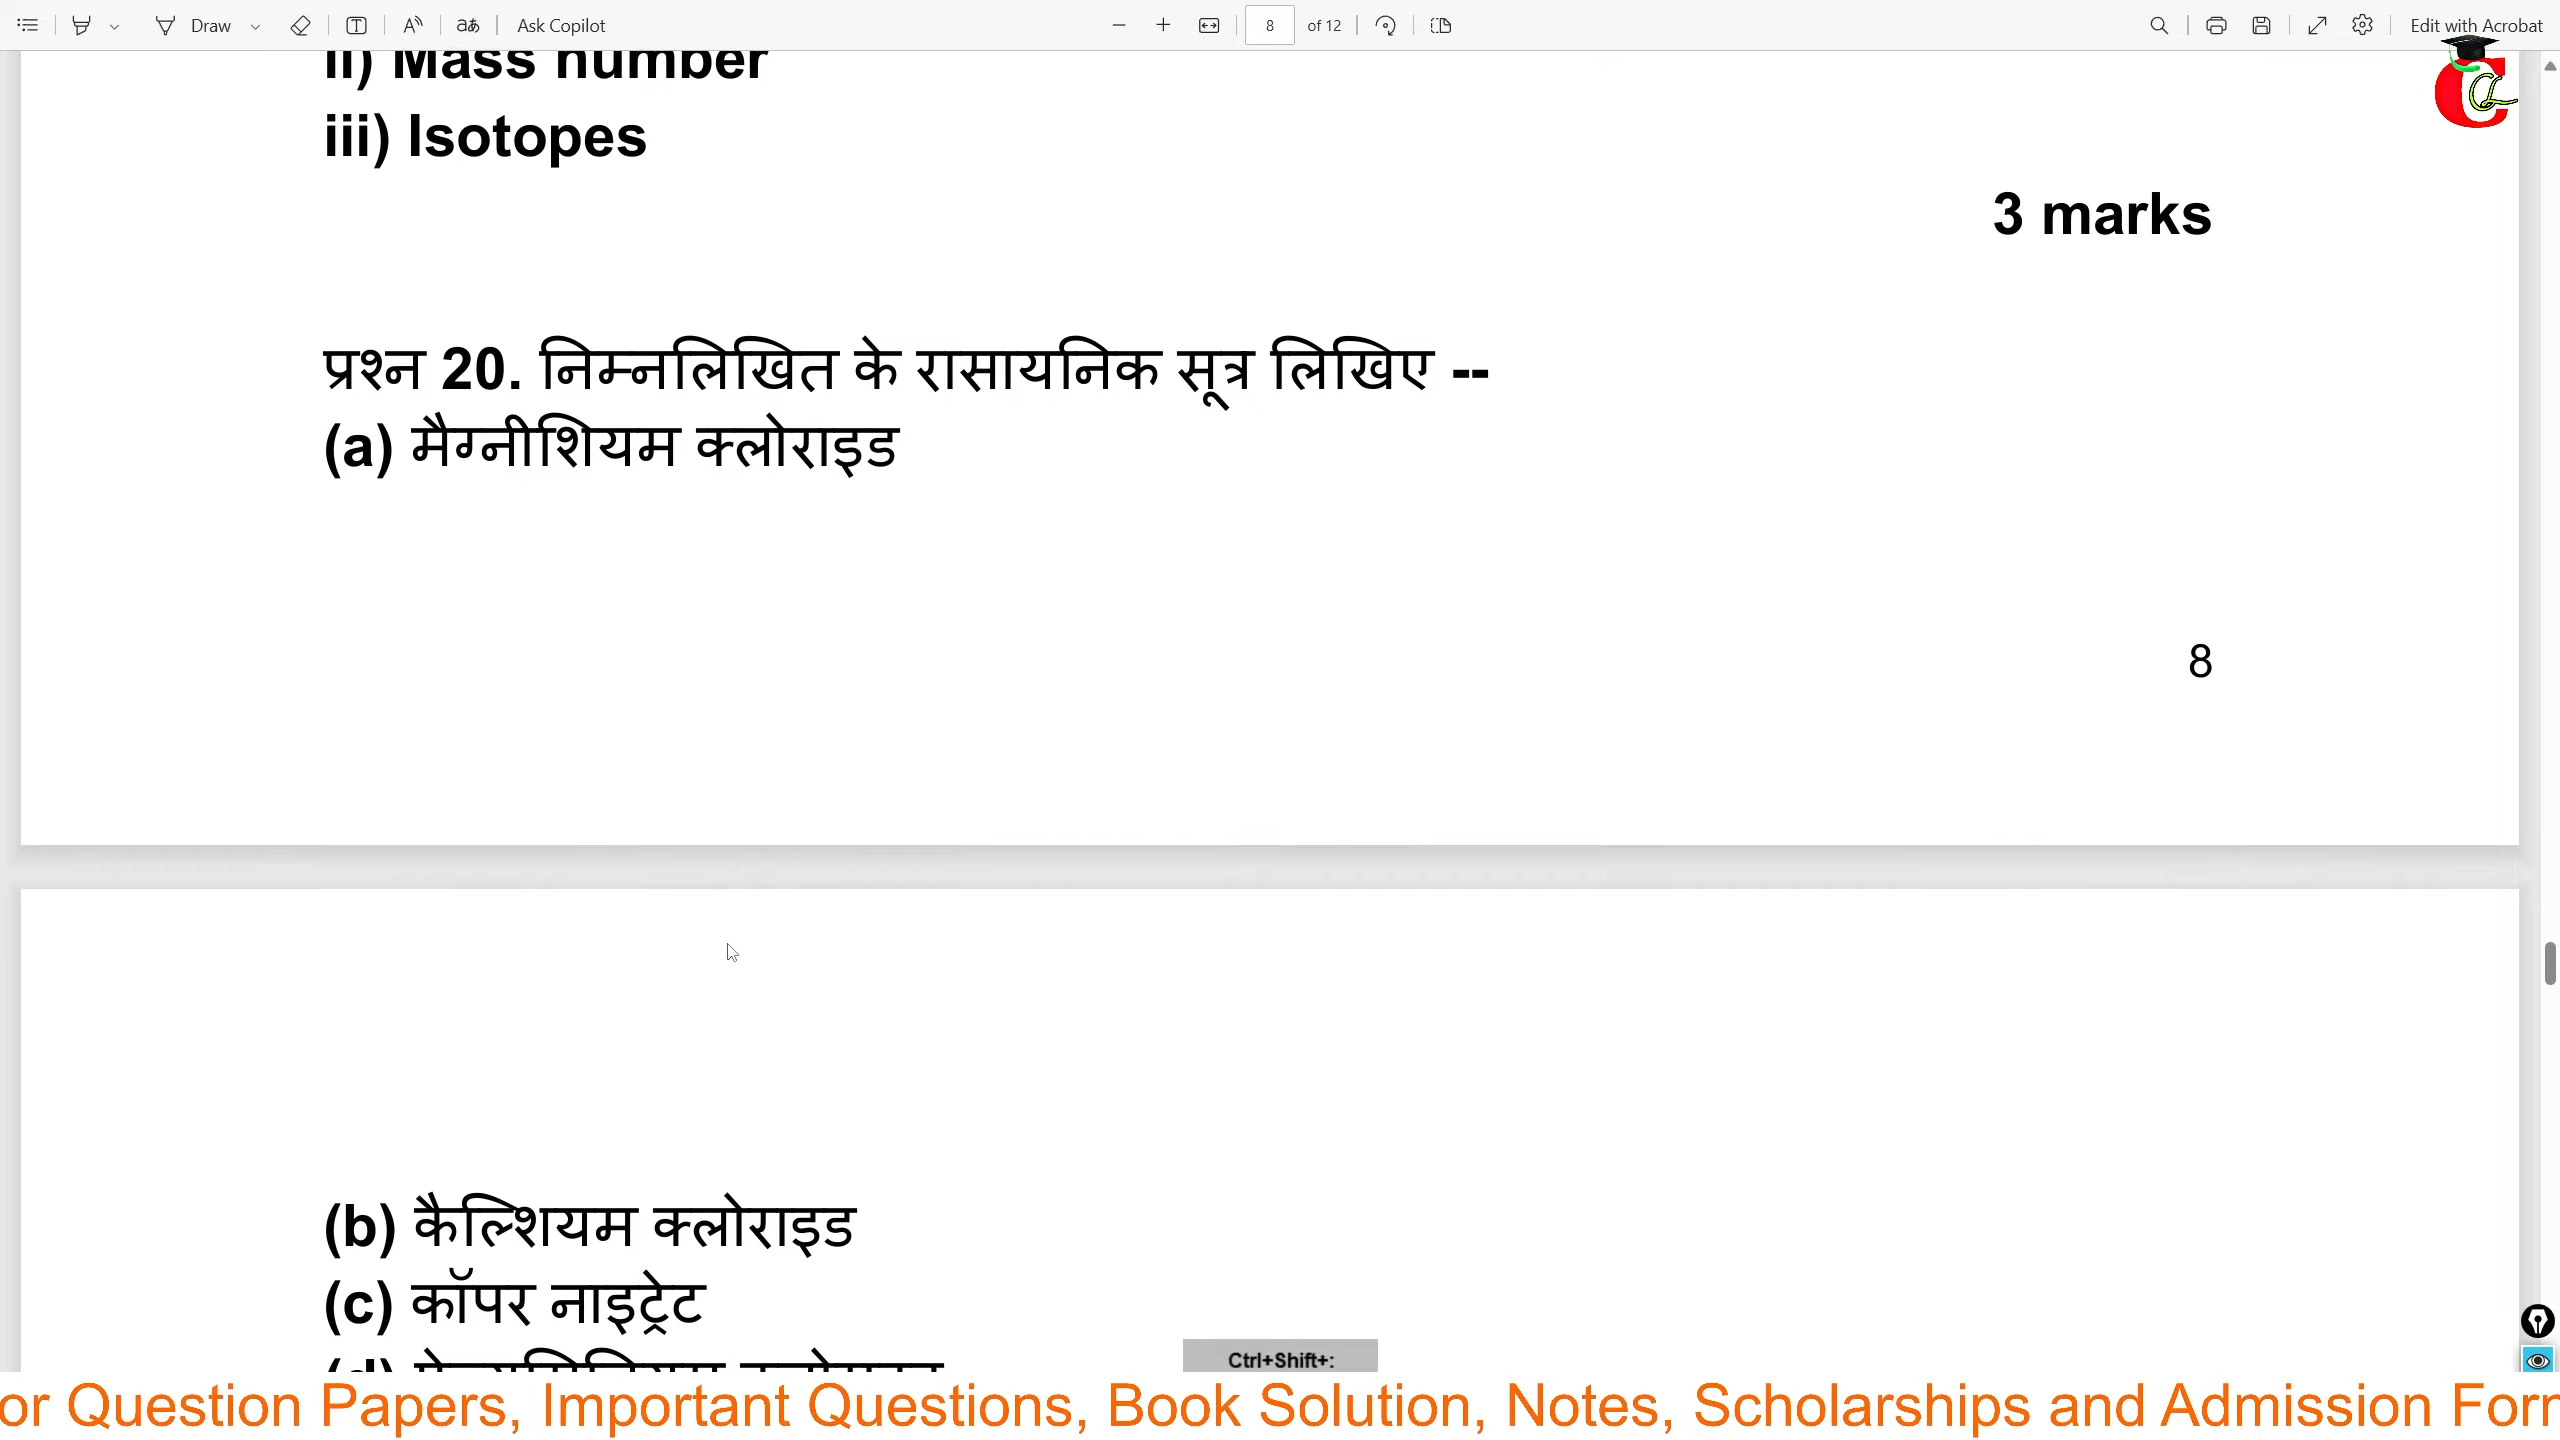 Draw
Ask Copilot
8
of 12
Edit with Acrobat
ii) Mass number
iii) Isotopes
3 marks
प्रश्न 20. निम्नलिखित के रासायनिक सूत्र लिखिए --
(a) मैग्नीशियम क्लोराइड
8
(b) कैल्शियम क्लोराइड
(c) कॉपर नाइट्रेट
(d)
Ctrl+Shift+:
or Question Papers, Important Questions, Book Solution, Notes, Scholarships and Admission